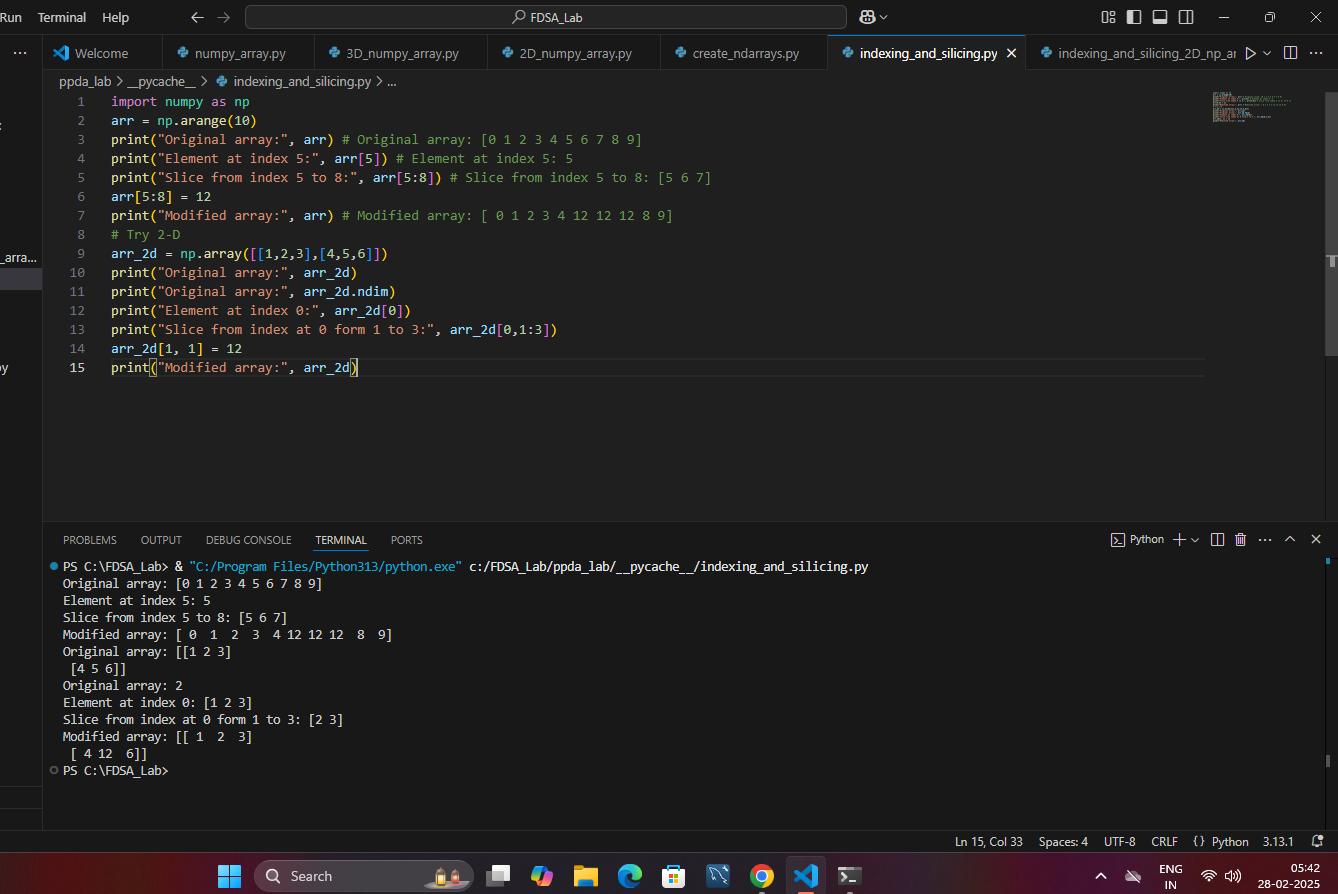 Run Terminal Help
FDSA_Lab
Welcome
numpy_array.py
3D_numpy_array.py
2D_numpy_array.py
create_ndarrays.py
indexing_and_silicing.py
indexing_and_silicing_2D_np_ar
ppda_lab > __pycache__ > indexing_and_silicing.py > ...
_arra...
1 import numpy as np
2 arr = np.arange(10)
3 print("Original array:", arr) # Original array: [0 1 2 3 4 5 6 7 8 9]
4 print("Element at index 5:", arr[5]) # Element at index 5: 5
5 print("Slice from index 5 to 8:", arr[5:8]) # Slice from index 5 to 8: [5 6 7]
6 arr[5:8] = 12
7 print("Modified array:", arr) # Modified array: [ 0 1 2 3 4 12 12 12 8 9]
8 # Try 2-D
9 arr_2d = np.array([[1,2,3],[4,5,6]])
10 print("Original array:", arr_2d)
11 print("Original array:", arr_2d.ndim)
12 print("Element at index 0:", arr_2d[0])
13 print("Slice from index at 0 form 1 to 3:", arr_2d[0,1:3])
14 arr_2d[1, 1] = 12
15 print("Modified array:", arr_2d)
PROBLEMS OUTPUT DEBUG CONSOLE TERMINAL PORTS
Python
PS C:\FDSA_Lab> & "C:/Program Files/Python313/python.exe" c:/FDSA_Lab/ppda_lab/__pycache__/indexing_and_silicing.py
Original array: [0 1 2 3 4 5 6 7 8 9]
Element at index 5: 5
Slice from index 5 to 8: [5 6 7]
Modified array: [ 0  1  2  3  4 12 12 12  8  9]
Original array: [[1 2 3]
 [4 5 6]]
Original array: 2
Element at index 0: [1 2 3]
Slice from index at 0 form 1 to 3: [2 3]
Modified array: [[ 1  2  3]
 [ 4 12  6]]
PS C:\FDSA_Lab>
Ln 15, Col 33 Spaces: 4 UTF-8 CRLF {} Python 3.13.1
Search
ENG
IN
05:42
28-02-2025